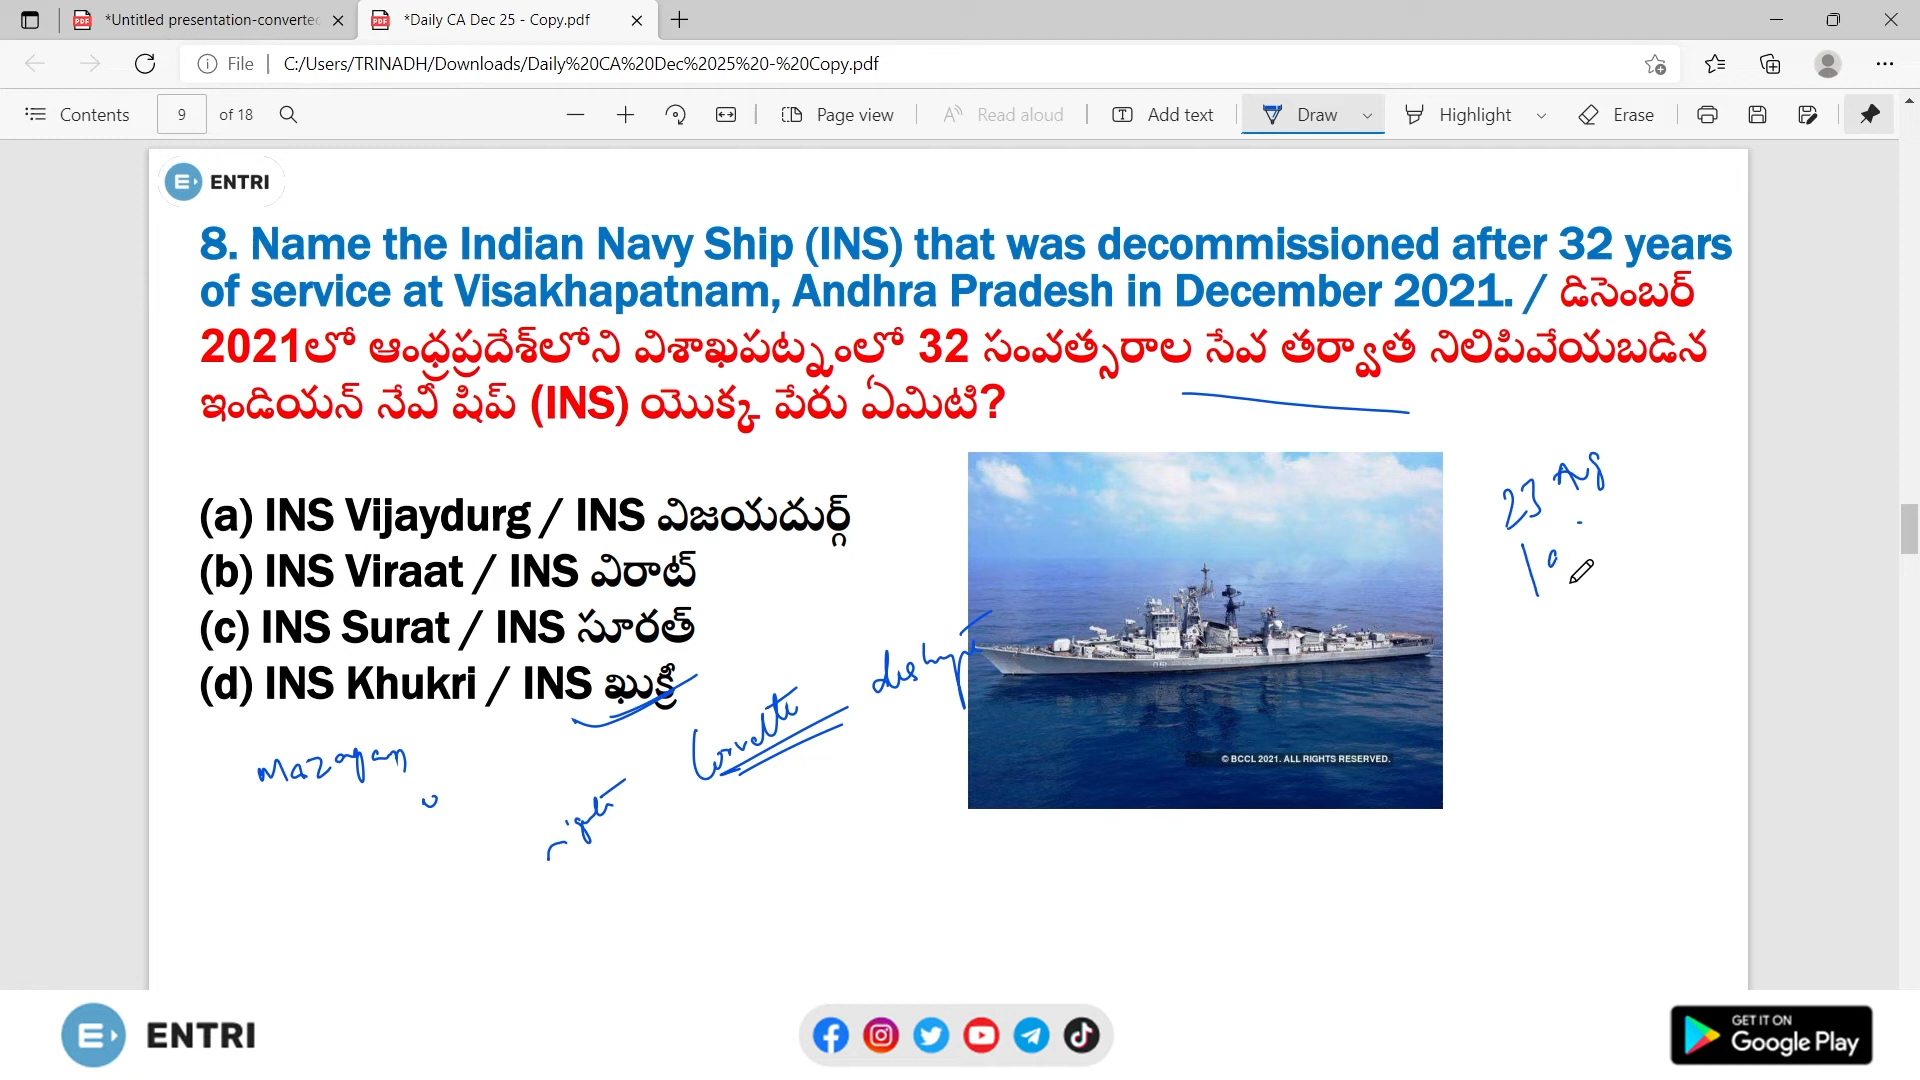 *Untitled presentation-converte
*Daily CA Dec 25 - Copy.pdf
File
C:/Users/TRINADH/Downloads/Daily%20CA%20Dec%2025%20-%20Copy.pdf
Contents
9
of 18
Page view
Read aloud
Add text
Draw
Highlight
Erase
ENTRI
8. Name the Indian Navy Ship (INS) that was decommissioned after 32 years
of service at Visakhapatnam, Andhra Pradesh in December 2021. / డిసెంబర్
2021లో ఆంధ్రప్రదేశ్‌లోని విశాఖపట్నంలో 32 సంవత్సరాల సేవ తర్వాత నిలిపివేయబడిన
ఇండియన్ నేవీ షిప్ (INS) యొక్క పేరు ఏమిటి?
(a) INS Vijaydurg / INS విజయదుర్గ్
(b) INS Viraat / INS విరాట్
(c) INS Surat / INS సూరత్
(d) INS Khukri / INS ఖుక్రీ
23 Aug
Corvette
Mazagan
© BCCL 2021. ALL RIGHTS RESERVED.
ENTRI
GET IT ON
Google Play